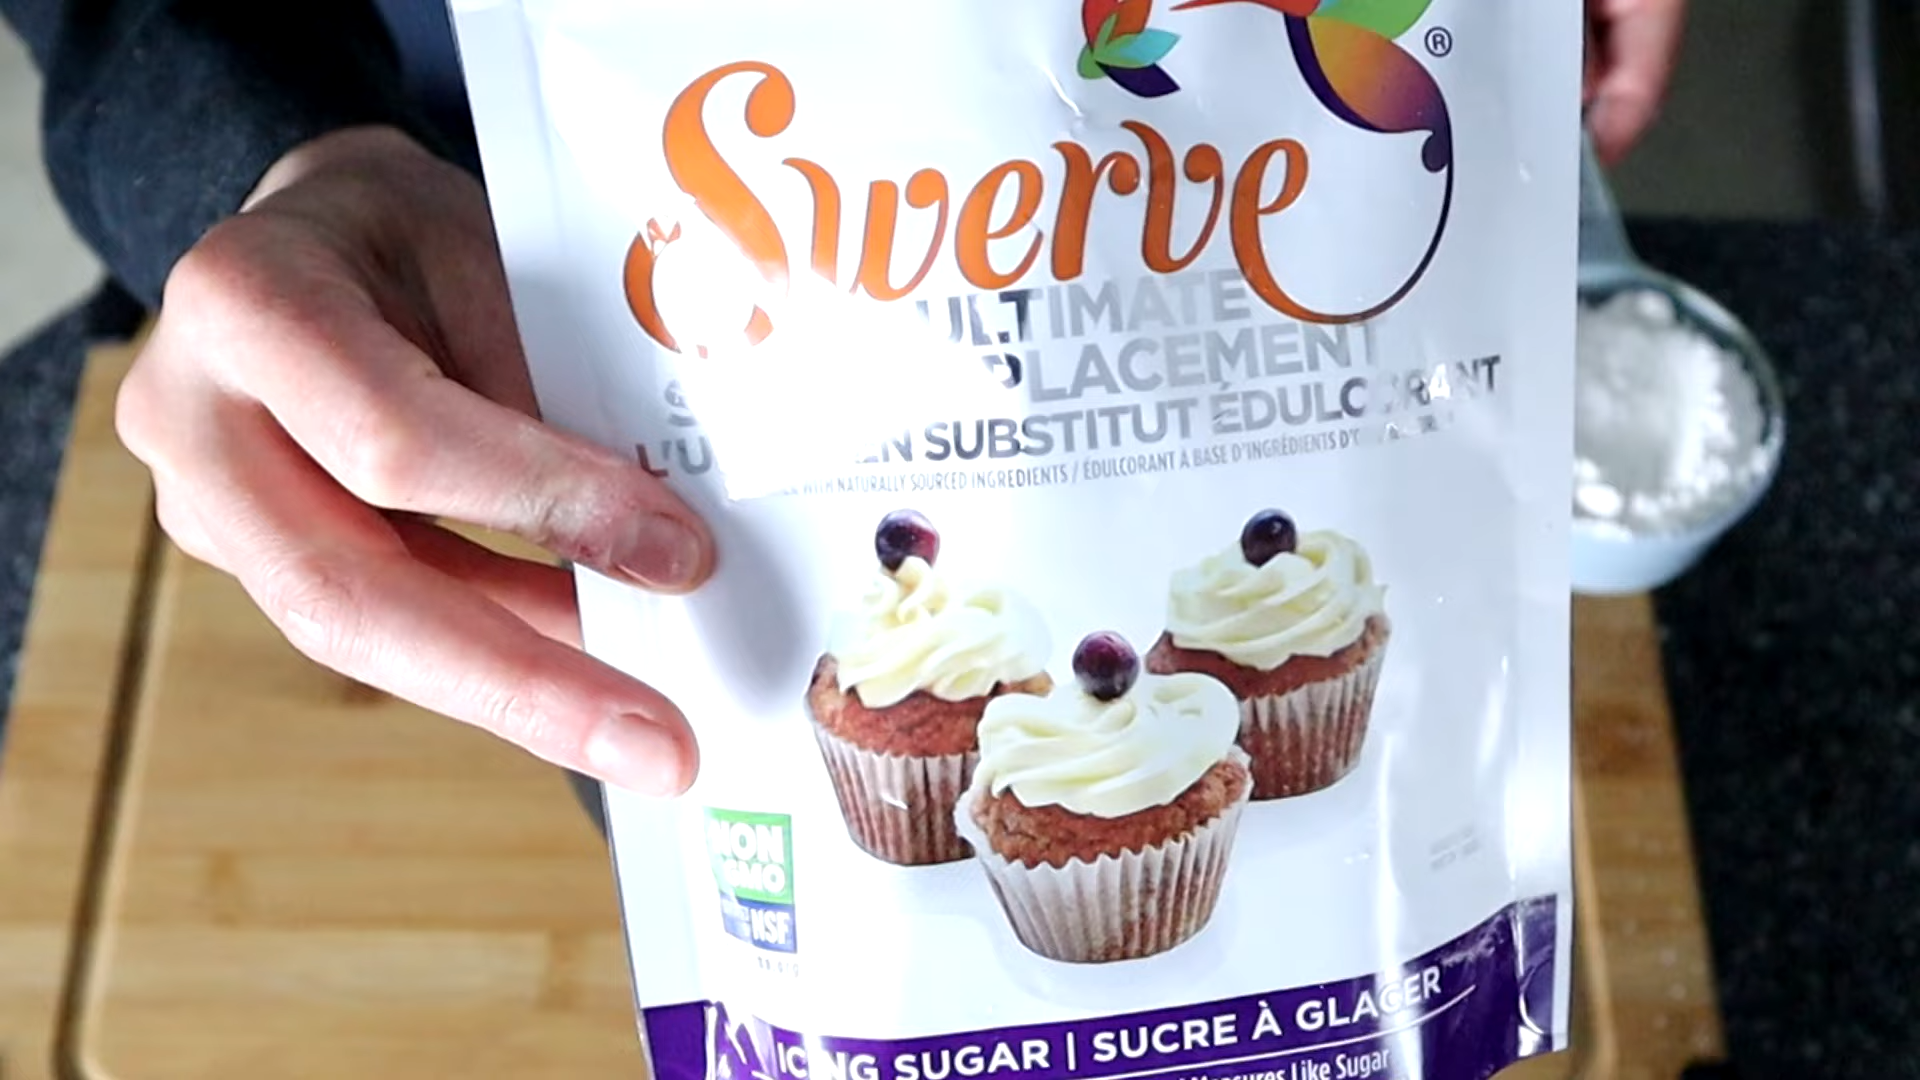 Swerve
®
ULTIMATE
PLACEMENT
L'U EN SUBSTITUT ÉDULCORANT
WITH NATURALLY SOURCED INGREDIENTS / ÉDULCORANT À BASE D'INGRÉDIENTS
NON
GMO
NSF
ICING SUGAR | SUCRE À GLACER
Measures Like Sugar